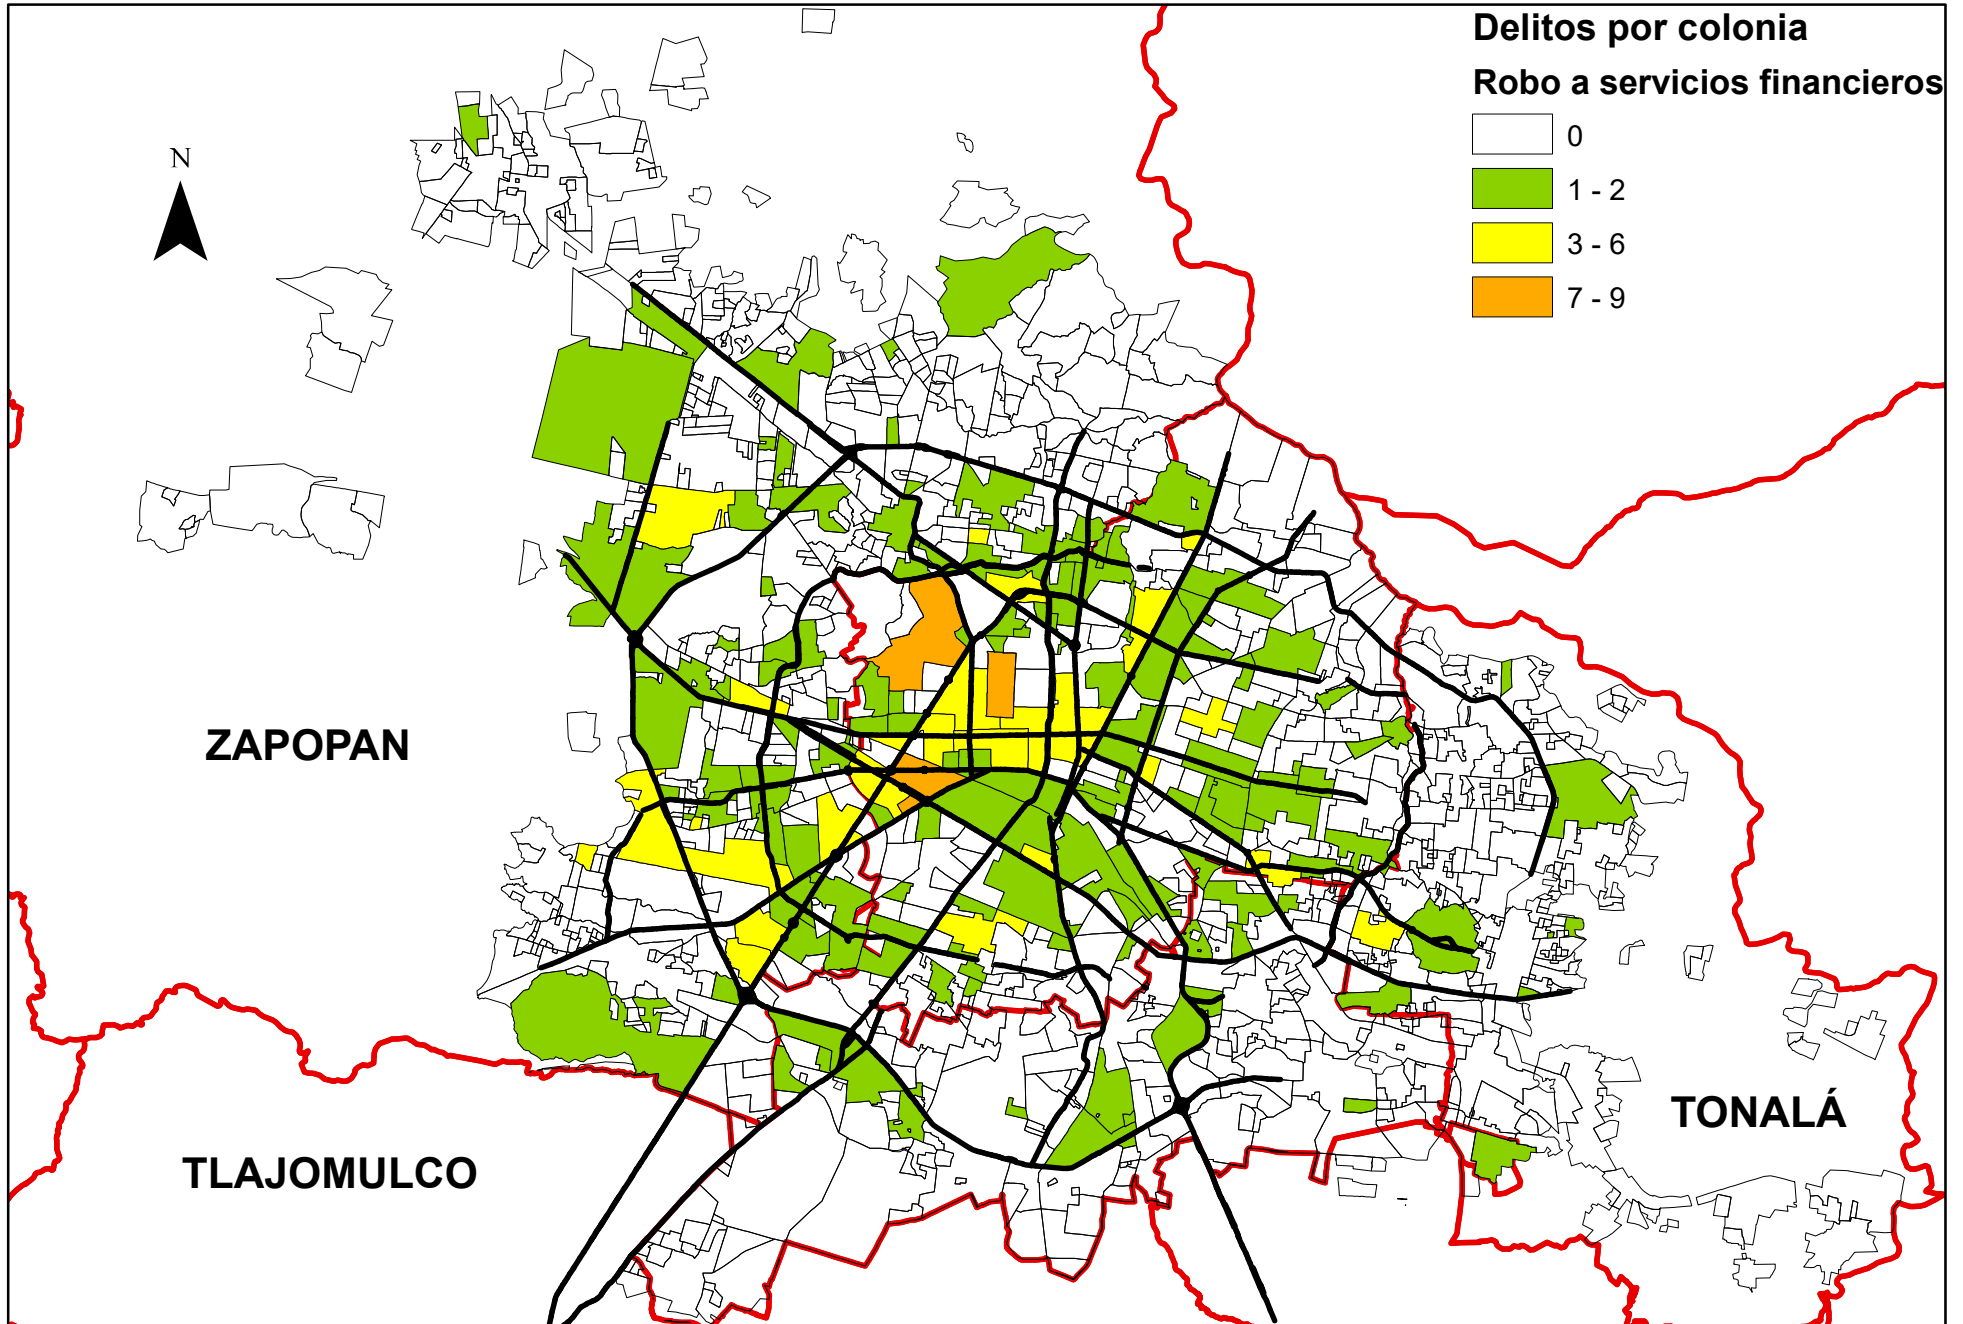 Delitos por colonia
Robo a servicios financieros
0
1 - 2
3 - 6
7 - 9
N
ZAPOPAN
TLAJOMULCO
TONALÁ